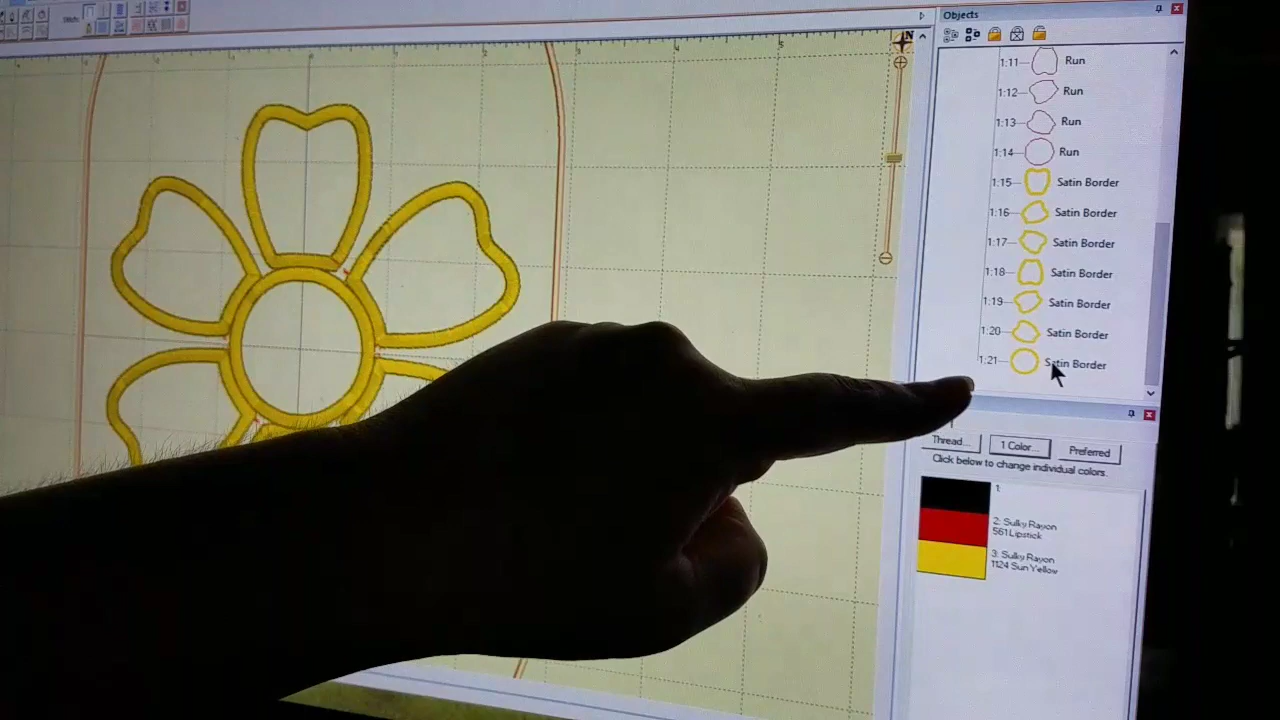 Objects
N
3 4 5
1:11 Run
1:12 Run
1:13 Run
1:14 Run
1:15 Satin Border
1:16 Satin Border
1:17 Satin Border
1:18 Satin Border
1:19 Satin Border
1:20 Satin Border
1:21 Satin Border
Thread... 1 Color... Preferred
Click below to change individual colors.
1:
2: Sulky Rayon
561 Lipstick
3: Sulky Rayon
1124 Sun Yellow